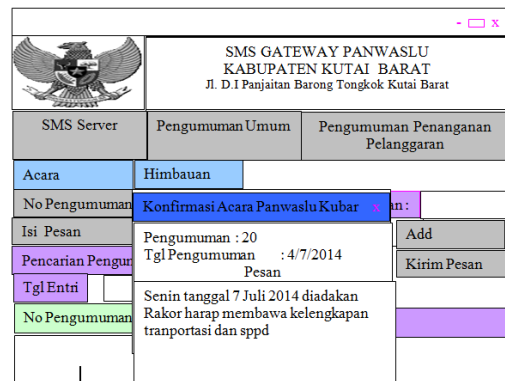 - x
SMS GATEWAY PANWASLU
KABUPATEN KUTAI BARAT
Jl. D.I Panjaitan Barong Tongkok Kutai Barat
SMS Server
Pengumuman Umum
Pengumuman Penanganan
Pelanggaran
Acara
Himbauan
No Pengumuman
Konfirmasi Acara Panwaslu Kubar x
an :
Isi Pesan
Pengumuman : 20
Add
Tgl Pengumuman : 4/7/2014
Pencarian Pengum
Kirim Pesan
Pesan
Tgl Entri
Senin tanggal 7 Juli 2014 diadakan
Rakor harap membawa kelengkapan
tranportasi dan sppd
No Pengumuman